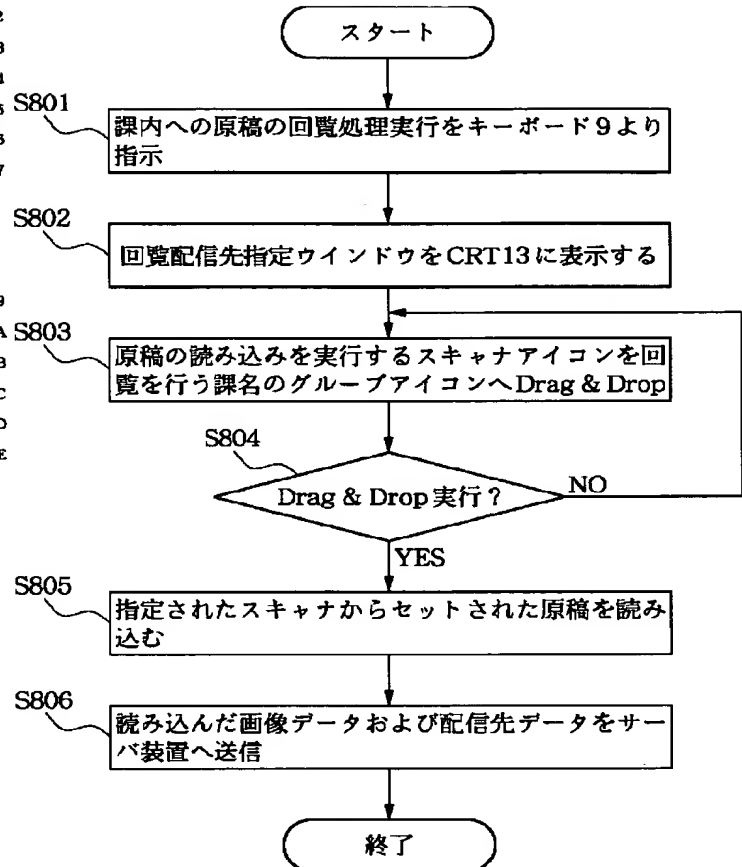 2
3
4
5
6
7
9
A
B
C
D
E
スタート
S801
課内への原稿の回覧処理実行をキーボード9より
指示
S802
回覧配信先指定ウインドウをCRT13に表示する
S803
原稿の読み込みを実行するスキャナアイコンを回
覧を行う課名のグループアイコンへDrag & Drop
S804
Drag & Drop実行？
NO
YES
S805
指定されたスキャナからセットされた原稿を読み
込む
S806
読み込んだ画像データおよび配信先データをサー
バ装置へ送信
終了